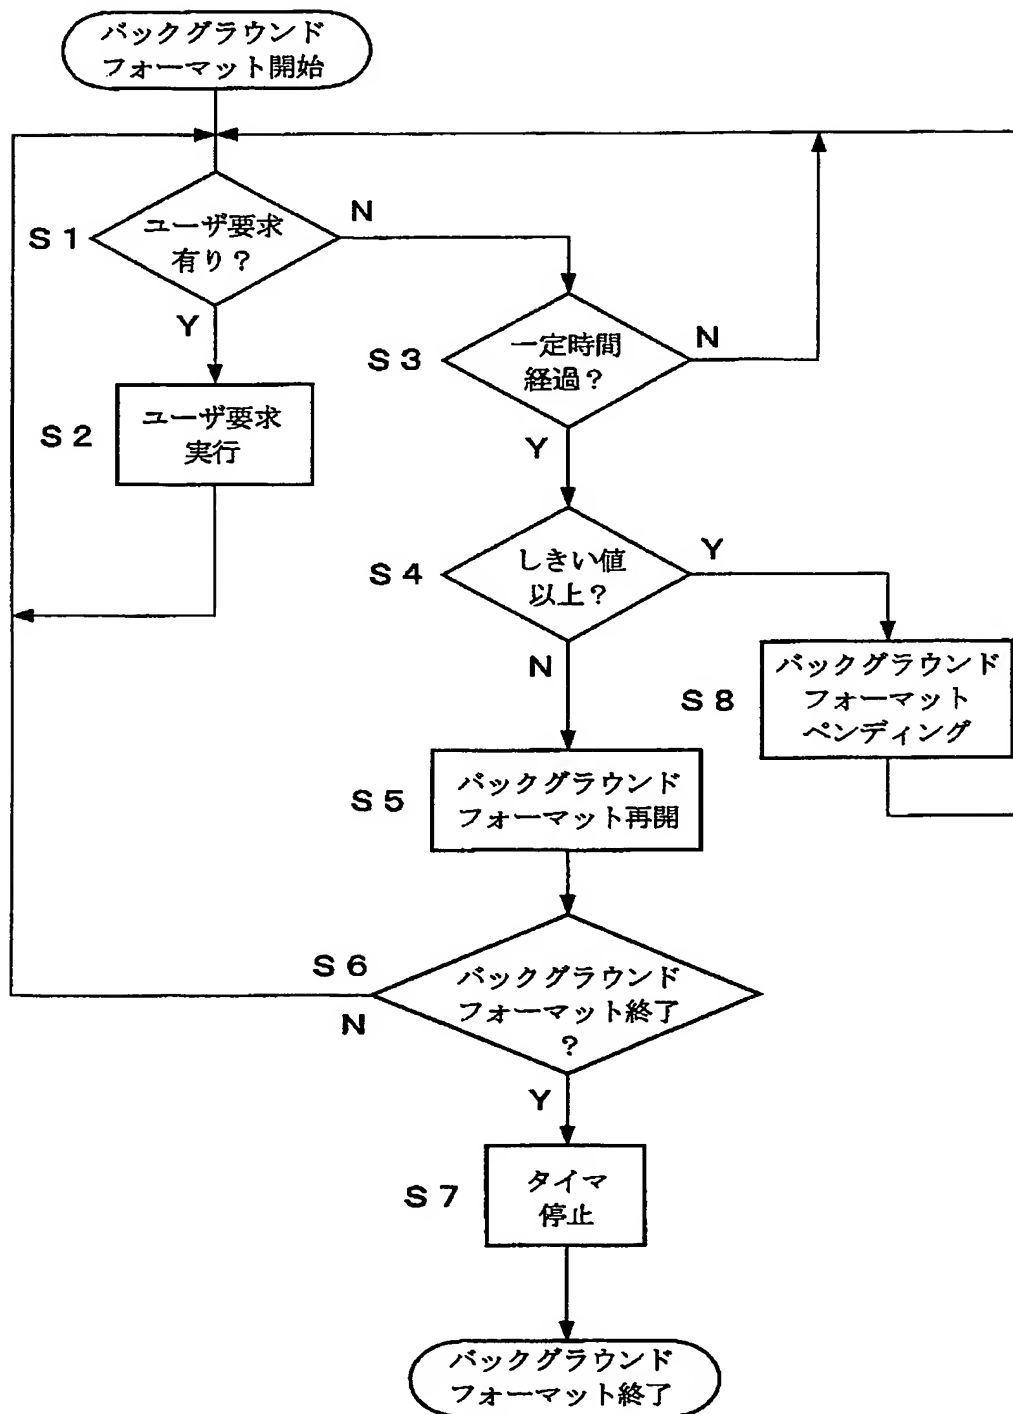 バックグラウンド
フォーマット開始
S1
ユーザ要求
有り?
N
Y
S2
ユーザ要求
実行
S3
一定時間
経過?
N
Y
S4
しきい値
以上?
Y
N
S8
バックグラウンド
フォーマット
ペンディング
S5
バックグラウンド
フォーマット再開
S6
バックグラウンド
フォーマット終了
?
N
Y
S7
タイマ
停止
バックグラウンド
フォーマット終了